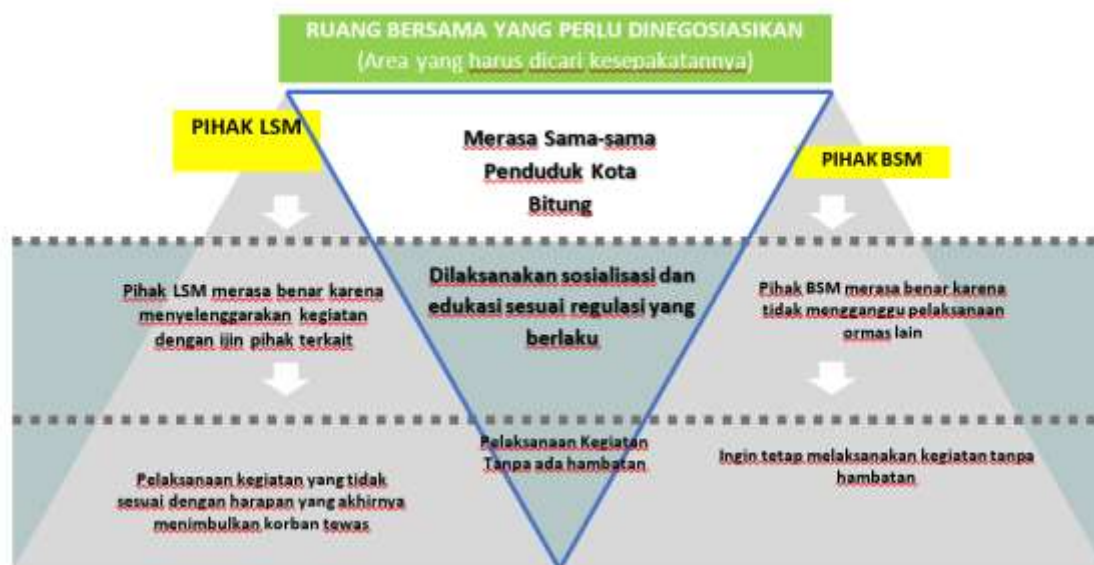 RUANG BERSAMA YANG PERLU DINEGOSIASIKAN
(Area yang harus dicari kesepakatannya)
PIHAK LSM
Merasa Sama-sama
Penduduk Kota
Bitung
PIHAK BSM
Pihak LSM merasa benar karena
menyelenggarakan kegiatan
dengan ijin pihak terkait
Dilaksanakan sosialisasi dan
edukasi sesuai regulasi yang
berlaku
Pihak BSM merasa benar karena
tidak mengganggu pelaksanaan
ormas lain
Pelaksanaan kegiatan yang tidak
sesuai dengan harapan yang akhirnya
menimbulkan korban tewas
Pelaksanaan Kegiatan
Tanpa ada hambatan
Ingin tetap melaksanakan kegiatan tanpa
hambatan